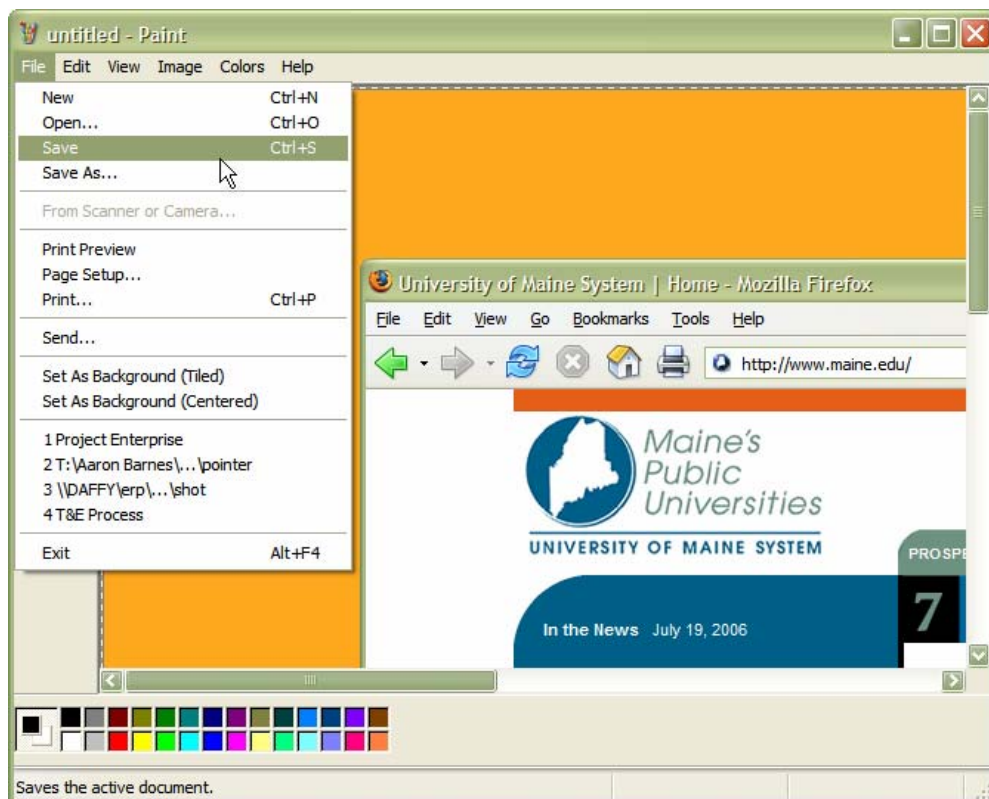 untitled - Paint
File Edit View Image Colors Help
New Ctrl+N
Open... Ctrl+O
Save Ctrl+S
Save As...
From Scanner or Camera...
Print Preview
Page Setup...
Print... Ctrl+P
Send...
Set As Background (Tiled)
Set As Background (Centered)
1 Project Enterprise
2 T:\Aaron Barnes\...\pointer
3 \\DAFFY\erp\...\shot
4 T&E Process
Exit Alt+F4
University of Maine System | Home - Mozilla Firefox
File Edit View Go Bookmarks Tools Help
http://www.maine.edu/
Maine's
Public
Universities
UNIVERSITY OF MAINE SYSTEM
PROSPE
7
In the News July 19, 2006
Saves the active document.